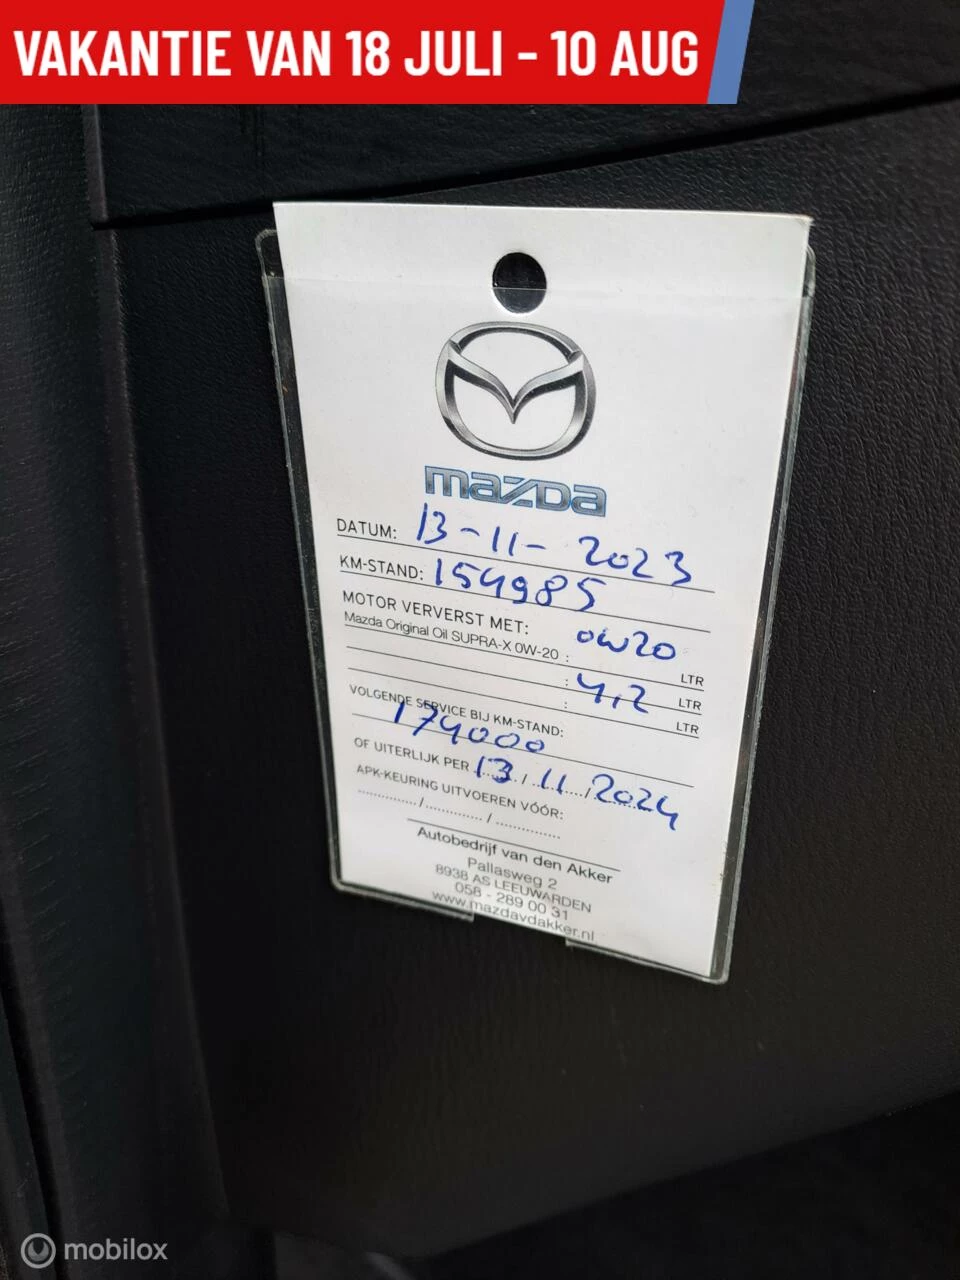 VAKANTIE VAN 18 JULI - 10 AUG
mazda
DATUM: 13-11-2023
KM-STAND: 154985
MOTOR VERVERST MET:
Mazda Original Oil SUPRA-X 0W-20 : 0W20 LTR
: 4,2 LTR
: LTR
VOLGENDE SERVICE BIJ KM-STAND:
174000
OF UITERLIJK PER 13 / 11 / 2024
APK-KEURING UITVOEREN VÓÓR:
............... / ............... / ................
Autobedrijf van den Akker
Pallasweg 2
8938 AS LEEUWARDEN
058 - 289 00 31
www.mazdavdakker.nl
mobilox